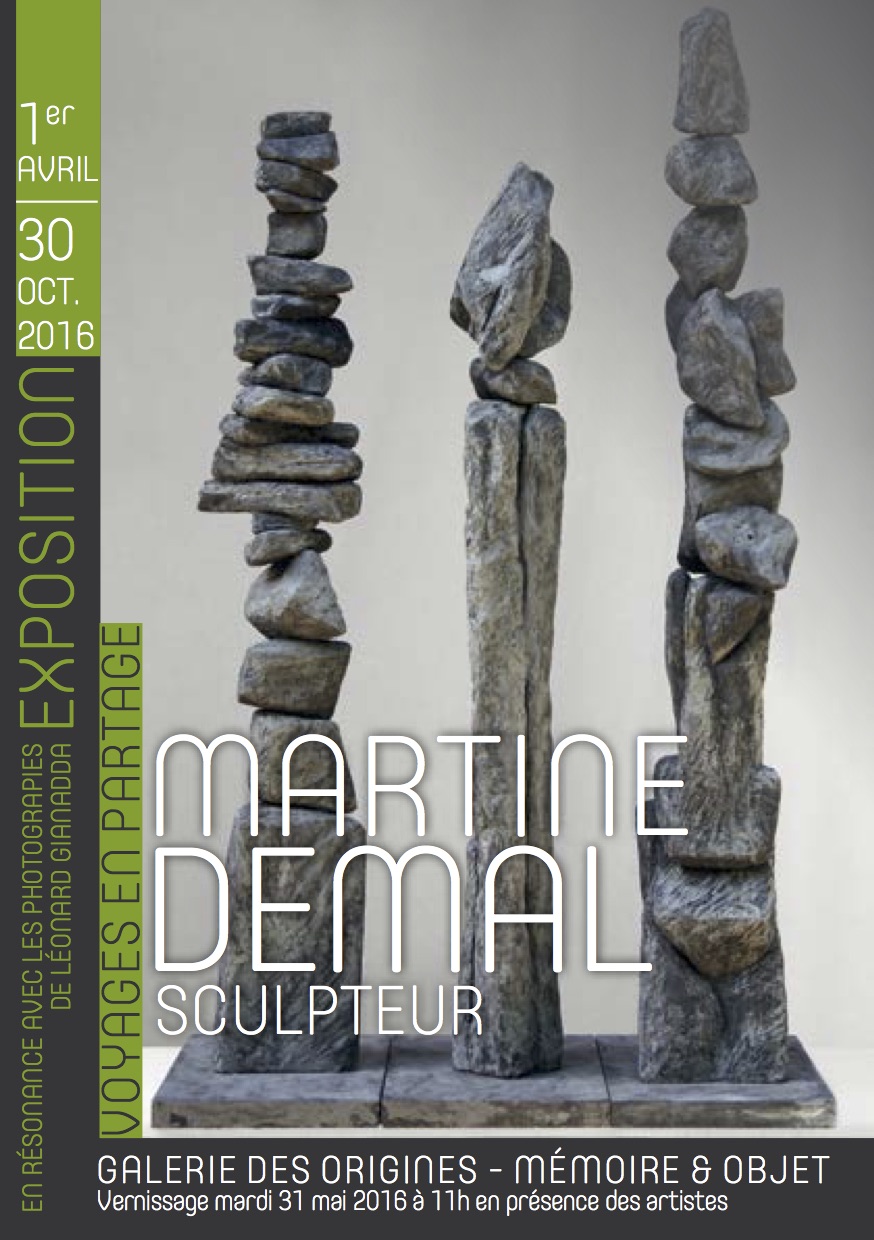 1er
AVRIL
30
OCT.
2016
EXPOSITION
EN RÉSONANCE AVEC LES PHOTOGRAPIES
DE LÉONARD GIANADDA
VOYAGES EN PARTAGE
MARTINE
DEMAL
SCULPTEUR
GALERIE DES ORIGINES - MÉMOIRE & OBJET
Vernissage mardi 31 mai 2016 à 11h en présence des artistes